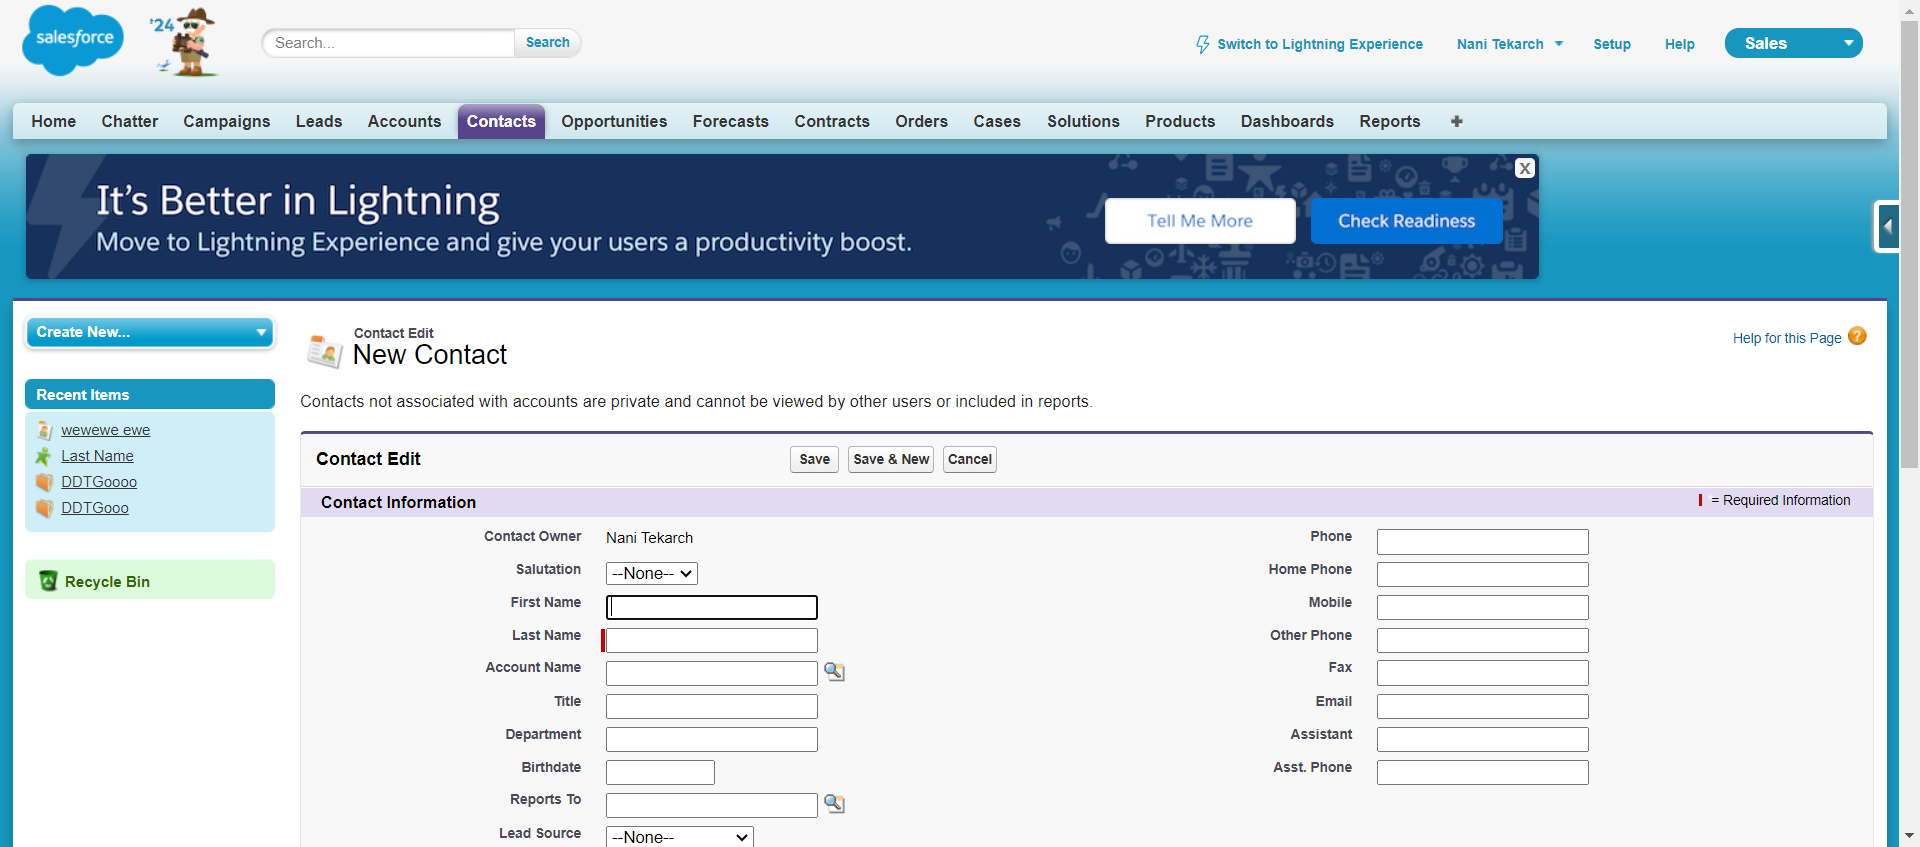 salesforce
'24
Search...
Search
Switch to Lightning Experience
Nani Tekarch
Setup
Help
Sales
Home
Chatter
Campaigns
Leads
Accounts
Contacts
Opportunities
Forecasts
Contracts
Orders
Cases
Solutions
Products
Dashboards
Reports
+
It's Better in Lightning
Move to Lightning Experience and give your users a productivity boost.
Tell Me More
Check Readiness
X
Create New...
Recent Items
wewewe ewe
Last Name
DDTGoooo
DDTGooo
Recycle Bin
Contact Edit
New Contact
Help for this Page
?
Contacts not associated with accounts are private and cannot be viewed by other users or included in reports.
Contact Edit
Save
Save & New
Cancel
Contact Information
= Required Information
Contact Owner
Nani Tekarch
Phone
Salutation
--None--
Home Phone
First Name
Mobile
Last Name
Other Phone
Account Name
Fax
Title
Email
Department
Assistant
Birthdate
Asst. Phone
Reports To
Lead Source
--None--